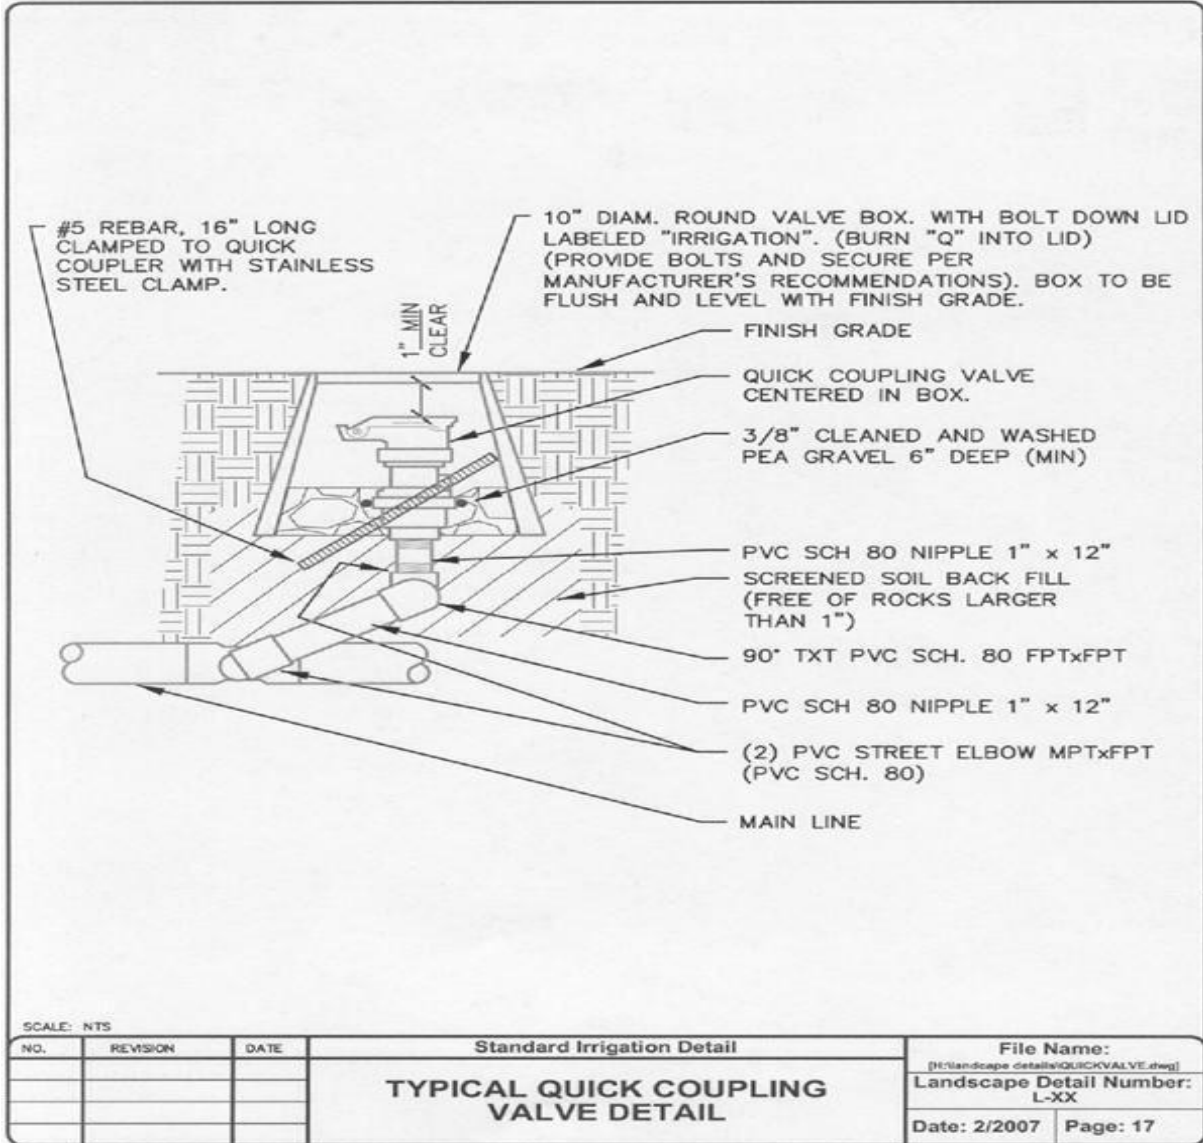 #5 REBAR, 16" LONG
CLAMPED TO QUICK
COUPLER WITH STAINLESS
STEEL CLAMP.
10" DIAM. ROUND VALVE BOX. WITH BOLT DOWN LID
LABELED "IRRIGATION". (BURN "Q" INTO LID)
(PROVIDE BOLTS AND SECURE PER
MANUFACTURER'S RECOMMENDATIONS). BOX TO BE
FLUSH AND LEVEL WITH FINISH GRADE.
1" MIN
CLEAR
FINISH GRADE
QUICK COUPLING VALVE
CENTERED IN BOX.
3/8" CLEANED AND WASHED
PEA GRAVEL 6" DEEP (MIN)
PVC SCH 80 NIPPLE 1" x 12"
SCREENED SOIL BACK FILL
(FREE OF ROCKS LARGER
THAN 1")
90° TXT PVC SCH. 80 FPTxFPT
PVC SCH 80 NIPPLE 1" x 12"
(2) PVC STREET ELBOW MPTxFPT
(PVC SCH. 80)
MAIN LINE
SCALE: NTS
NO. REVISION DATE
Standard Irrigation Detail
TYPICAL QUICK COUPLING
VALVE DETAIL
File Name:
[H:\landscape details\QUICKVALVE.dwg]
Landscape Detail Number:
L-XX
Date: 2/2007 Page: 17